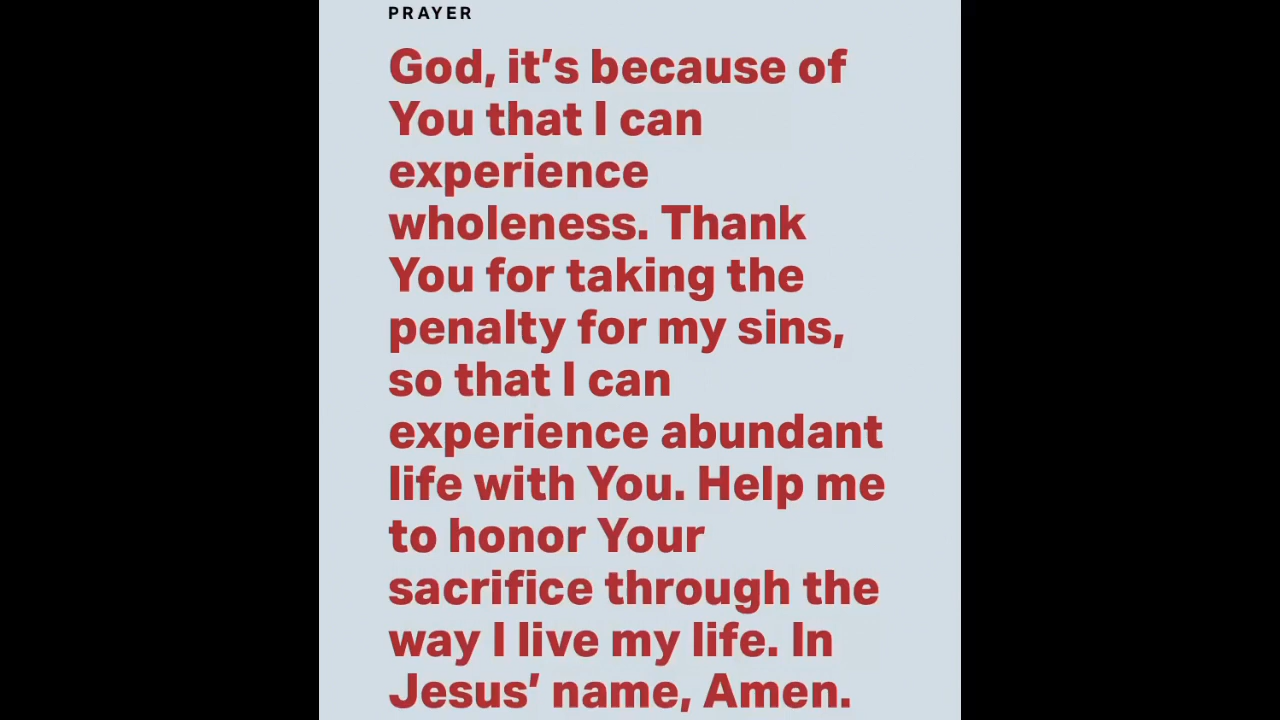 PRAYER
God, it’s because of
You that I can
experience
wholeness. Thank
You for taking the
penalty for my sins,
so that I can
experience abundant
life with You. Help me
to honor Your
sacrifice through the
way I live my life. In
Jesus’ name, Amen.